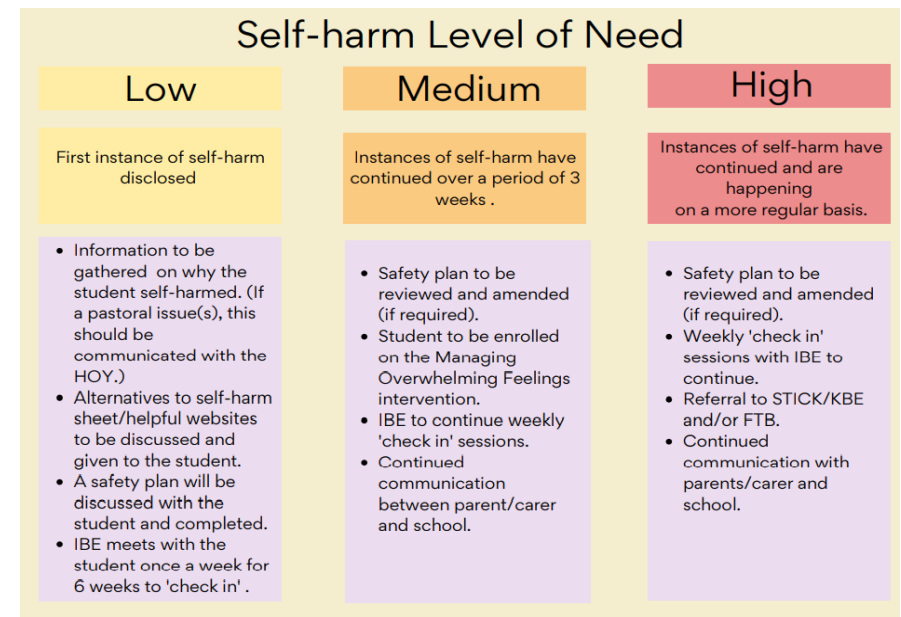 Self-harm Level of Need
Low
First instance of self-harm
disclosed
• Information to be
gathered on why the
student self-harmed. (If
a pastoral issue(s), this
should be
communicated with the
HOY.)
• Alternatives to self-harm
sheet/helpful websites
to be discussed and
given to the student.
• A safety plan will be
discussed with the
student and completed.
• IBE meets with the
student once a week for
6 weeks to 'check in' .
Medium
Instances of self-harm have
continued over a period of 3
weeks .
• Safety plan to be
reviewed and amended
(if required).
• Student to be enrolled
on the Managing
Overwhelming Feelings
intervention.
• IBE to continue weekly
'check in' sessions.
• Continued
communication
between parent/carer
and school.
High
Instances of self-harm have
continued and are
happening
on a more regular basis.
• Safety plan to be
reviewed and amended
(if required).
• Weekly 'check in'
sessions with IBE to
continue.
• Referral to STICK/KBE
and/or FTB.
• Continued
communication with
parents/carer and
school.